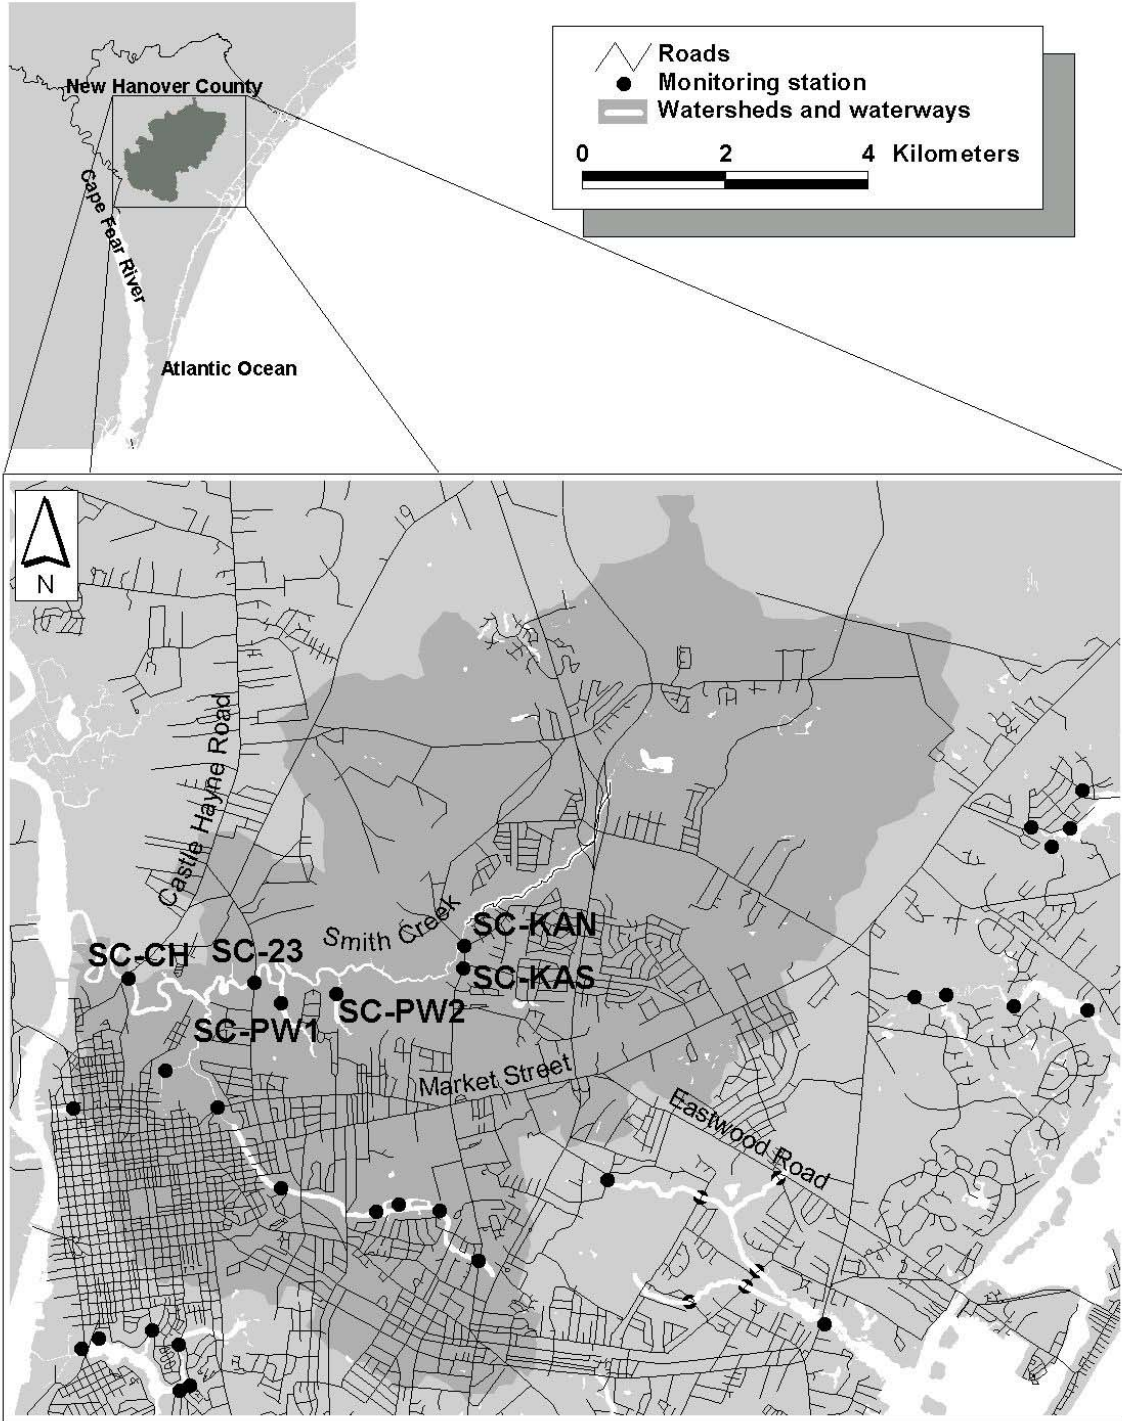 New Hanover County
Cape Fear River
Atlantic Ocean
Roads
Monitoring station
Watersheds and waterways
0 2 4 Kilometers
N
Castle Hayne Road
Smith Creek
SC-KAN
SC-CH
SC-23
SC-KAS
SC-PW2
SC-PW1
Market Street
Eastwood Road